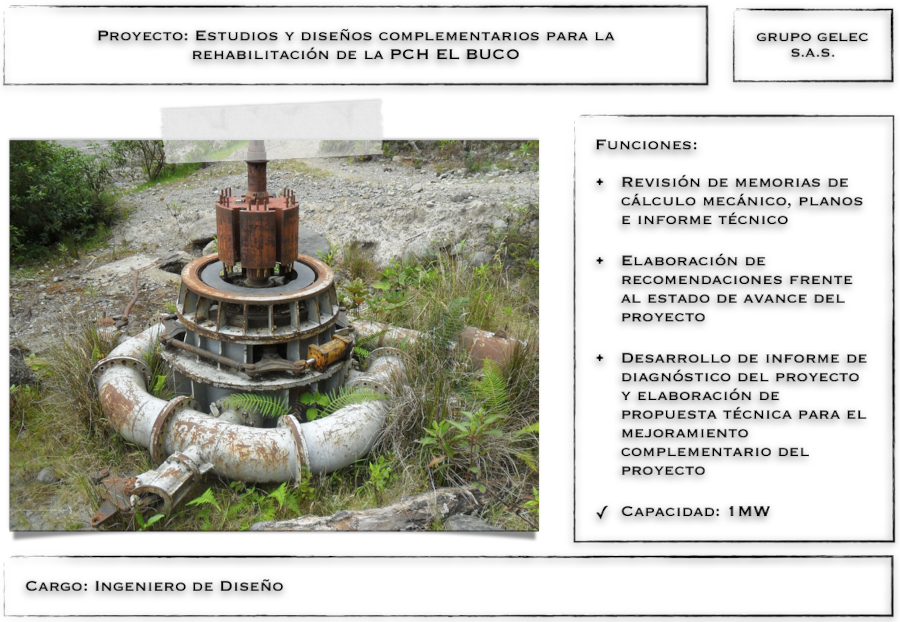 Proyecto: Estudios y diseños complementarios para la
rehabilitación de la PCH EL BUCO
GRUPO GELEC
S.A.S.
Funciones:
+ Revisión de memorias de
cálculo mecánico, planos
e informe técnico
+ Elaboración de
recomendaciones frente
al estado de avance del
proyecto
+ Desarrollo de informe de
diagnóstico del proyecto
y elaboración de
propuesta técnica para el
mejoramiento
complementario del
proyecto
✓ Capacidad: 1MW
Cargo: Ingeniero de Diseño